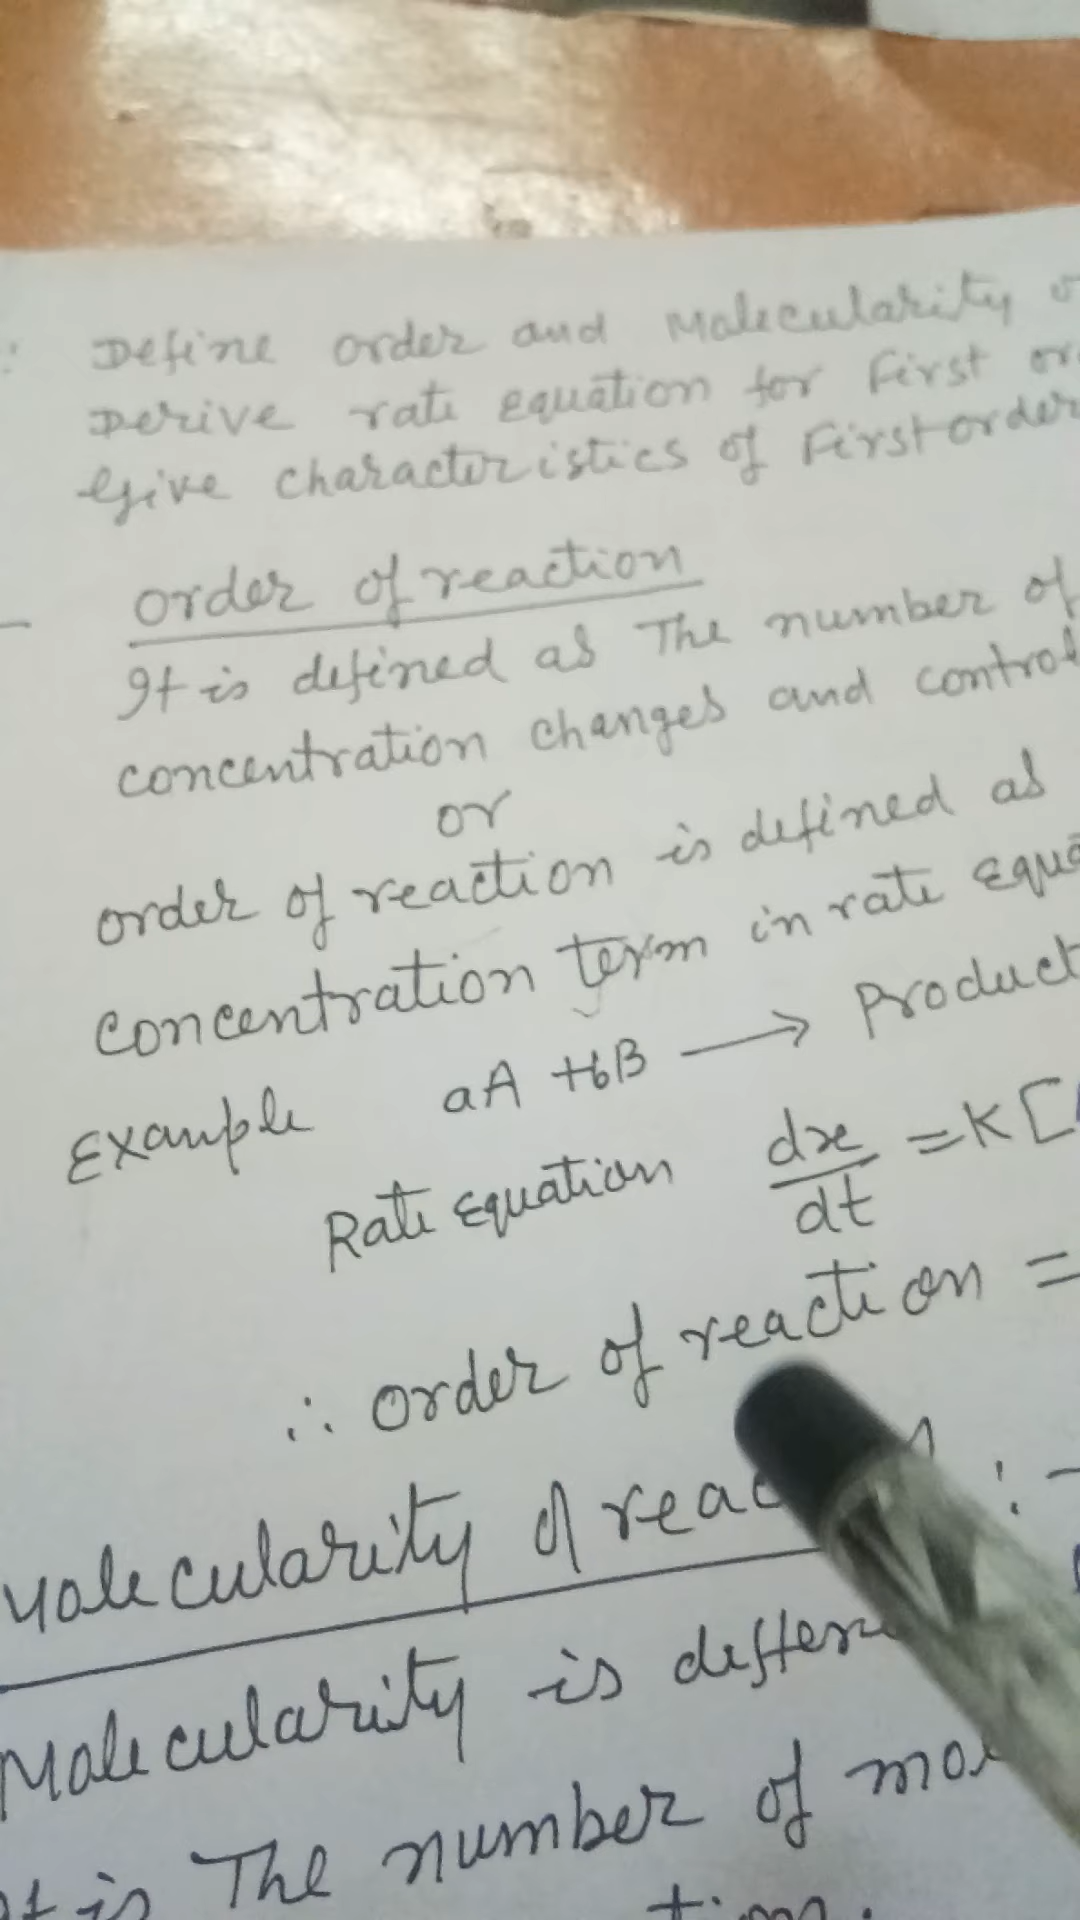 : Define order and Molecularity
Derive rate equation for First
Give characteristics of First order
order of reaction
It is defined as The number of
concentration changes and control
or
order of reaction is defined as
concentration term in rate
Example aA + bB → Product
Rate Equation dx/dt = K [
∴ order of reaction =
Molecularity of : -
Molecularity is
It is The number of